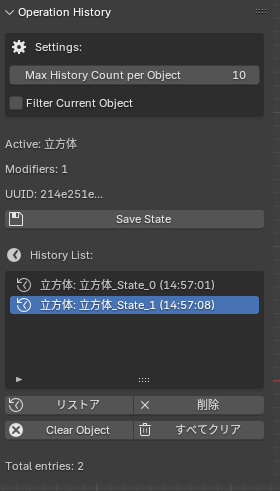 Operation History
Settings:
Max History Count per Object 10
Filter Current Object
Active: 立方体
Modifiers: 1
UUID: 214e251e...
Save State
History List:
立方体: 立方体_State_0 (14:57:01)
立方体: 立方体_State_1 (14:57:08)
リストア 削除
Clear Object すべてクリア
Total entries: 2